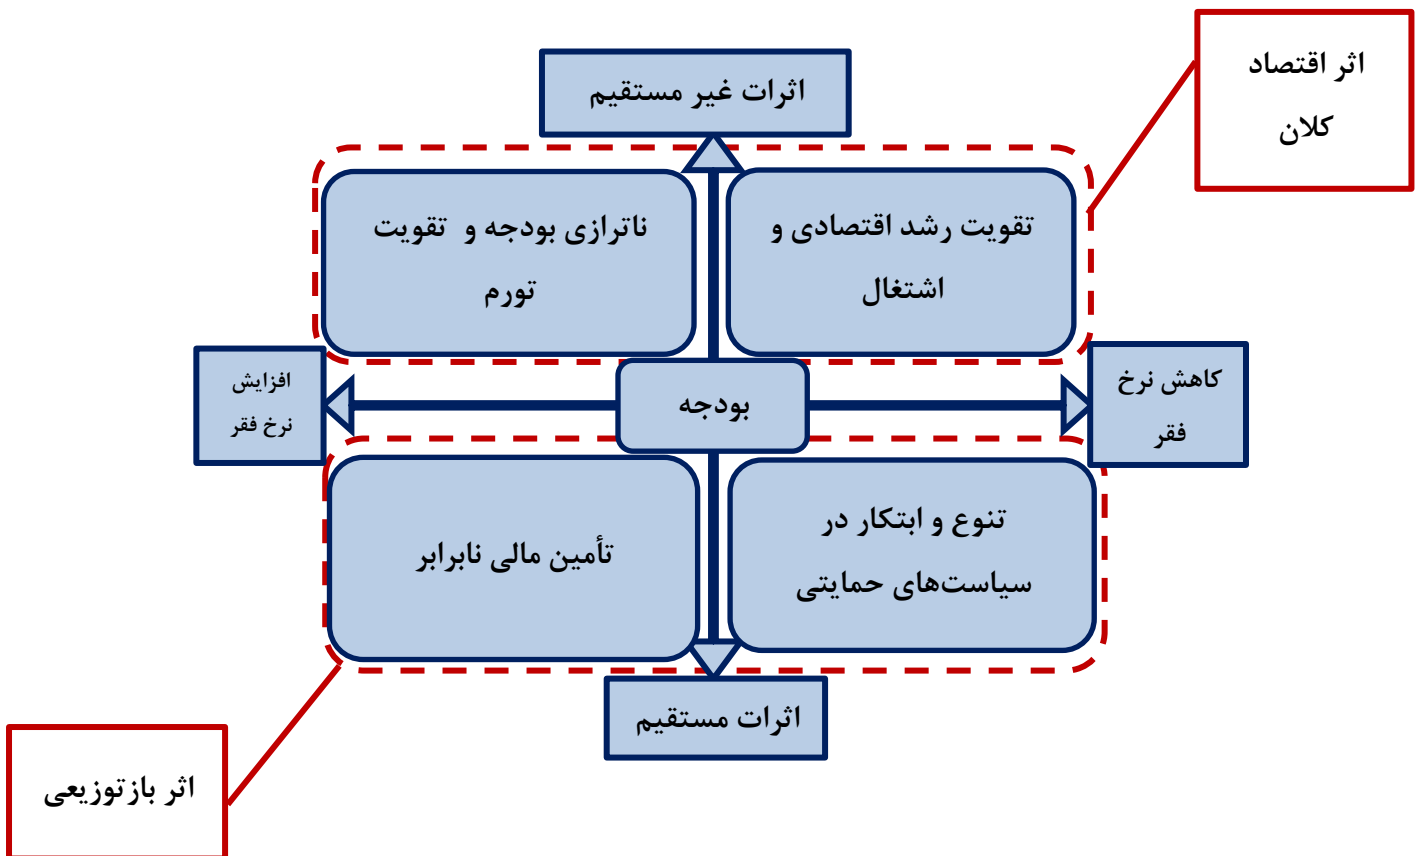 اثر اقتصاد
کلان
اثرات غیر مستقیم
تقویت رشد اقتصادی و
اشتغال
ناترازی بودجه و تقویت
تورم
کاهش نرخ
فقر
بودجه
افزایش
نرخ فقر
تنوع و ابتکار در
سیاست‌های حمایتی
تأمین مالی نابرابر
اثرات مستقیم
اثر بازتوزیعی